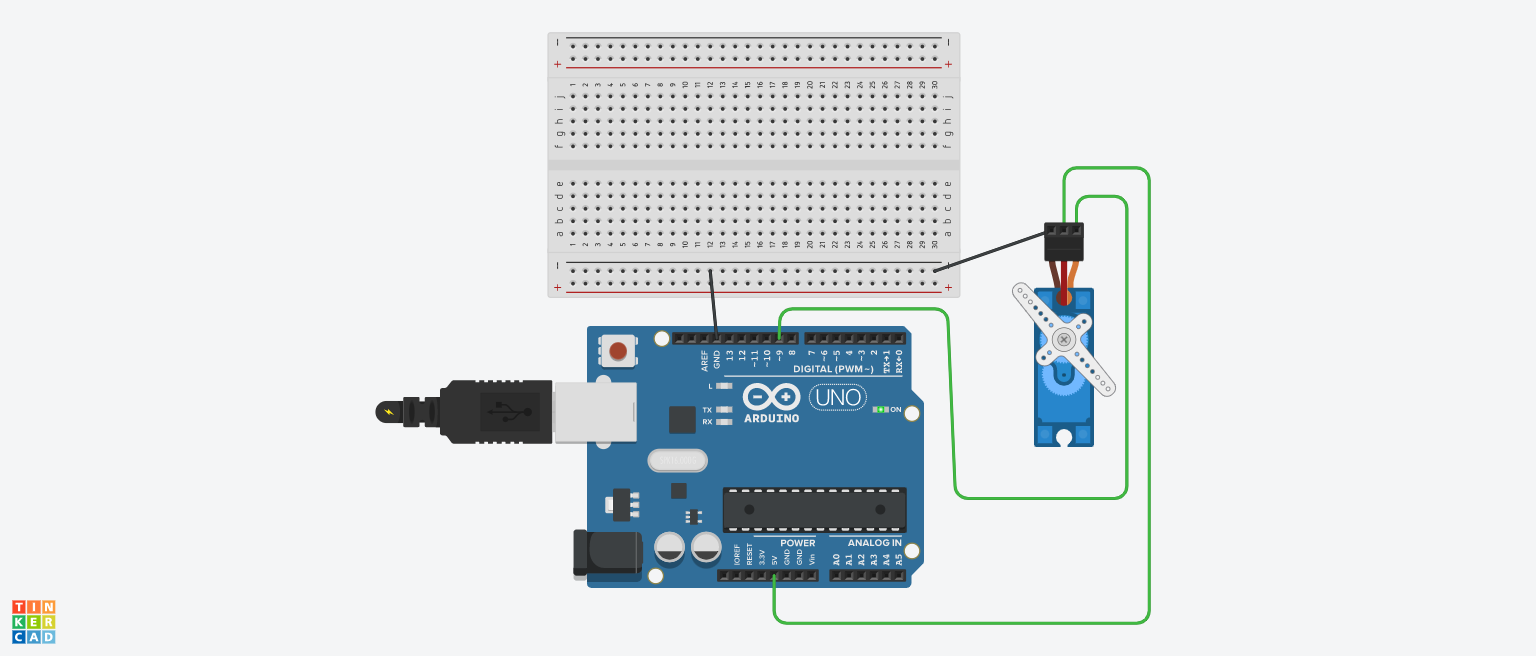 − −
+ +
1 2 3 4 5 6 7 8 9 10 11 12 13 14 15 16 17 18 19 20 21 22 23 24 25 26 27 28 29 30
j j
i i
h h
g g
f f
e e
d d
c c
b b
a a
1 2 3 4 5 6 7 8 9 10 11 12 13 14 15 16 17 18 19 20 21 22 23 24 25 26 27 28 29 30
− −
+ +
AREF GND 13 12 ~11 ~10 ~9 8 7 ~6 ~5 4 ~3 2 TX→1 RX←0
DIGITAL (PWM~)
L
UNO
TX ON
RX ARDUINO
POWER ANALOG IN
IOREF RESET 3.3V 5V GND GND Vin A0 A1 A2 A3 A4 A5
TIN
KER
CAD